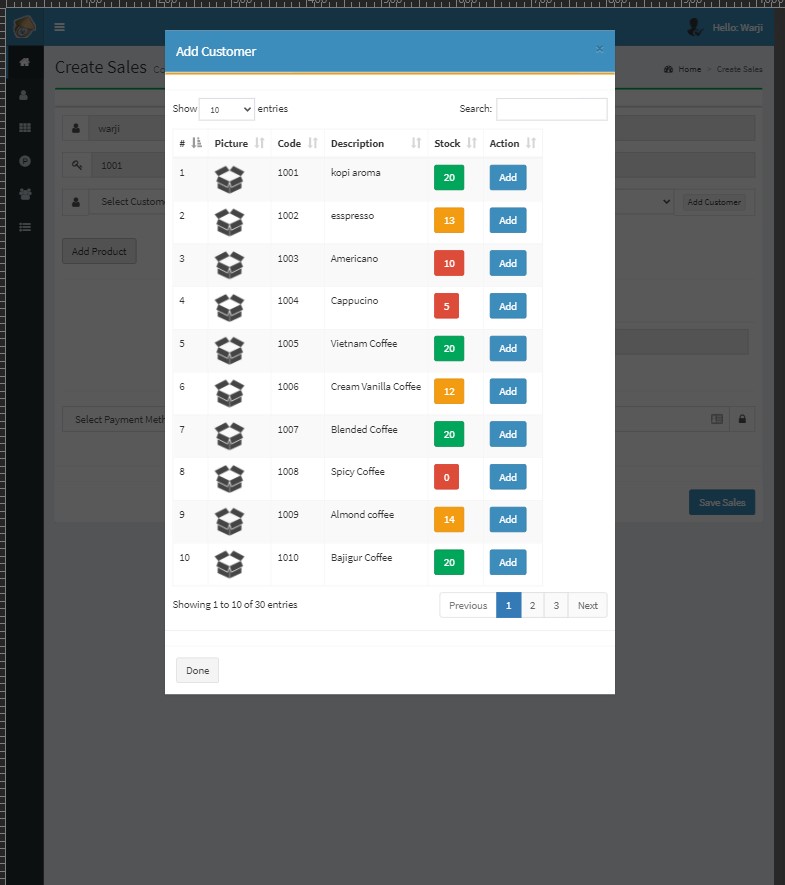 Hello: Warji
Add Customer ×
Create Sales Co
Home > Create Sales
Show 10 entries Search:
warji
# Picture Code Description Stock Action
1001
1 1001 kopi aroma 20 Add
Select Custom
Add Customer
2 1002 esspresso 13 Add
Add Product
3 1003 Americano 10 Add
4 1004 Cappucino 5 Add
5 1005 Vietnam Coffee 20 Add
6 1006 Cream Vanilla Coffee 12 Add
Select Payment Meth
7 1007 Blended Coffee 20 Add
8 1008 Spicy Coffee 0 Add
Save Sales
9 1009 Almond coffee 14 Add
10 1010 Bajigur Coffee 20 Add
Showing 1 to 10 of 30 entries Previous 1 2 3 Next
Done